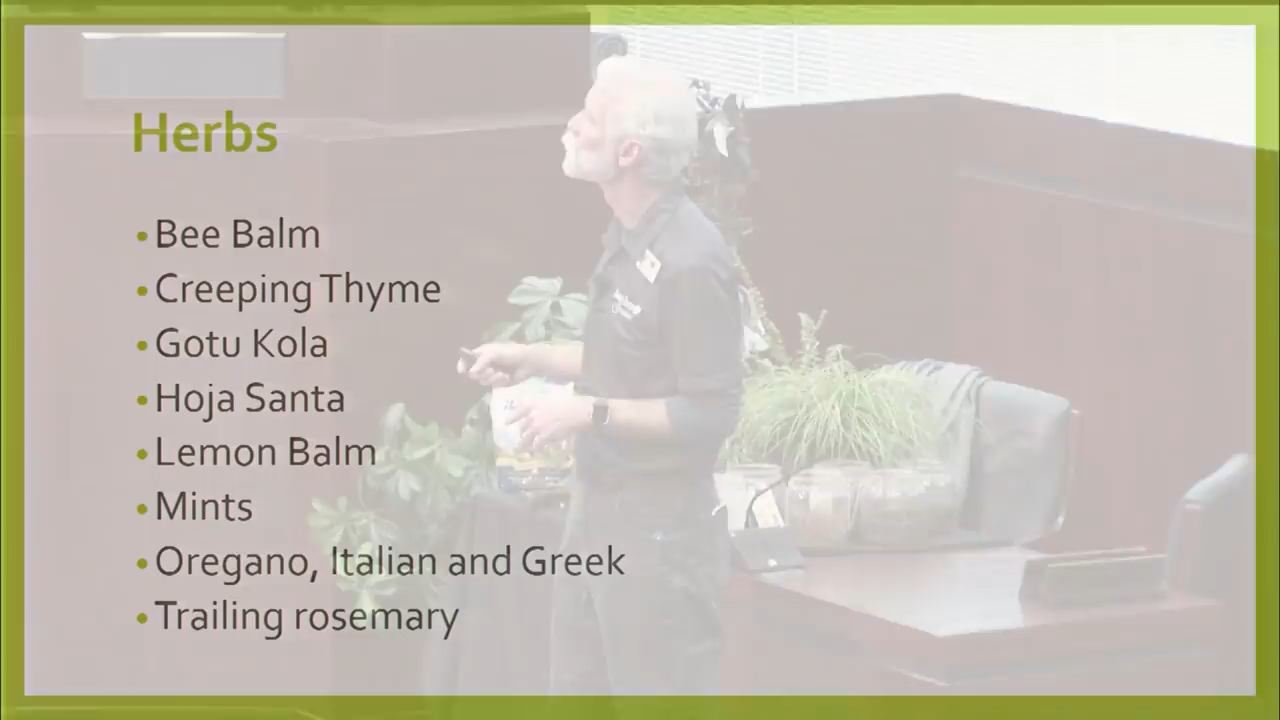 Herbs
• Bee Balm
• Creeping Thyme
• Gotu Kola
• Hoja Santa
• Lemon Balm
• Mints
• Oregano, Italian and Greek
• Trailing rosemary